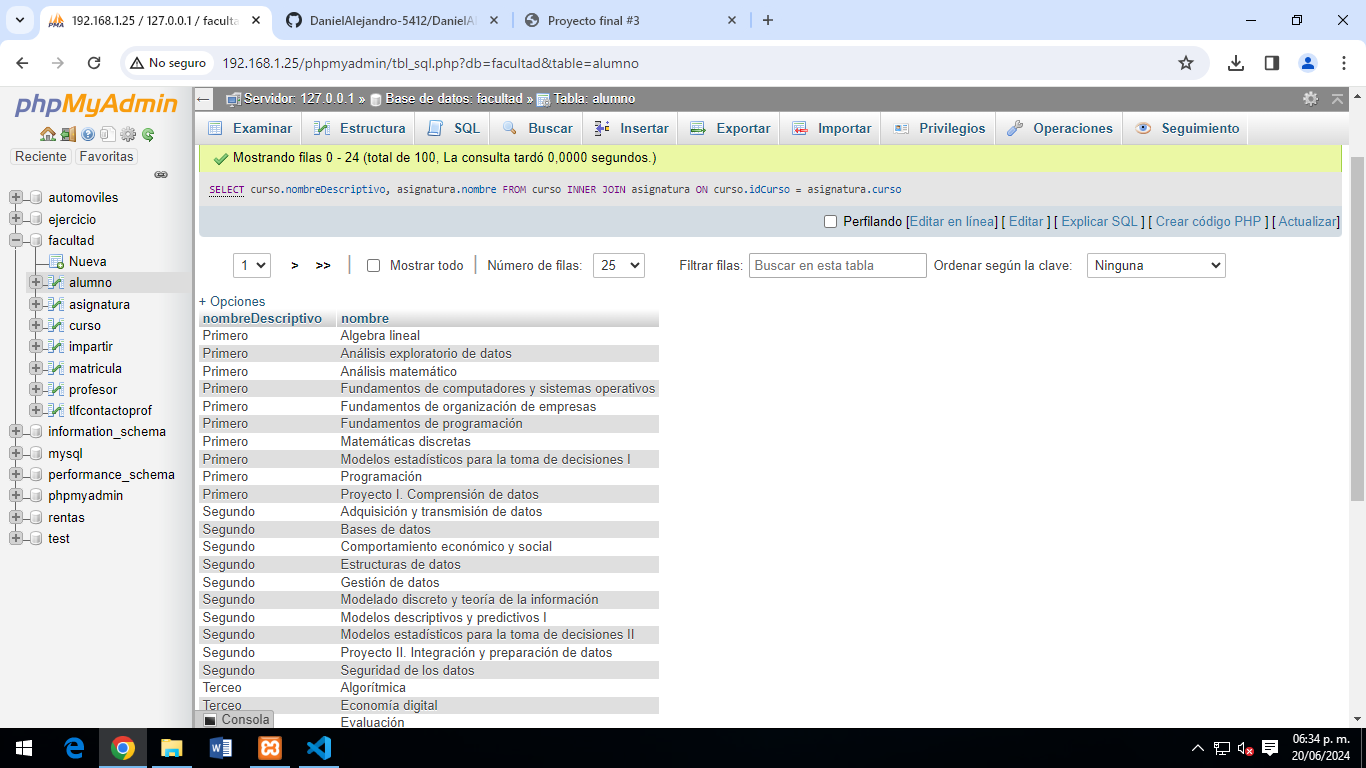 192.168.1.25 / 127.0.0.1 / faculta
DanielAlejandro-5412/DanielAl
Proyecto final #3
No seguro
192.168.1.25/phpmyadmin/tbl_sql.php?db=facultad&table=alumno
phpMyAdmin
Reciente Favoritas
automoviles
ejercicio
facultad
Nueva
alumno
asignatura
curso
impartir
matricula
profesor
tlfcontactoprof
information_schema
mysql
performance_schema
phpmyadmin
rentas
test
Servidor: 127.0.0.1 » Base de datos: facultad » Tabla: alumno
Examinar Estructura SQL Buscar Insertar Exportar Importar Privilegios Operaciones Seguimiento
Mostrando filas 0 - 24 (total de 100, La consulta tardó 0,0000 segundos.)
SELECT curso.nombreDescriptivo, asignatura.nombre FROM curso INNER JOIN asignatura ON curso.idCurso = asignatura.curso
Perfilando [Editar en línea] [ Editar ] [ Explicar SQL ] [ Crear código PHP ] [ Actualizar]
1 > >> | Mostrar todo | Número de filas: 25 Filtrar filas: Buscar en esta tabla Ordenar según la clave: Ninguna
+ Opciones
nombreDescriptivo nombre
Primero Algebra lineal
Primero Análisis exploratorio de datos
Primero Análisis matemático
Primero Fundamentos de computadores y sistemas operativos
Primero Fundamentos de organización de empresas
Primero Fundamentos de programación
Primero Matemáticas discretas
Primero Modelos estadísticos para la toma de decisiones I
Primero Programación
Primero Proyecto I. Comprensión de datos
Segundo Adquisición y transmisión de datos
Segundo Bases de datos
Segundo Comportamiento económico y social
Segundo Estructuras de datos
Segundo Gestión de datos
Segundo Modelado discreto y teoría de la información
Segundo Modelos descriptivos y predictivos I
Segundo Modelos estadísticos para la toma de decisiones II
Segundo Proyecto II. Integración y preparación de datos
Segundo Seguridad de los datos
Terceo Algorítmica
Terceo Economía digital
Evaluación
Consola
06:34 p. m.
20/06/2024